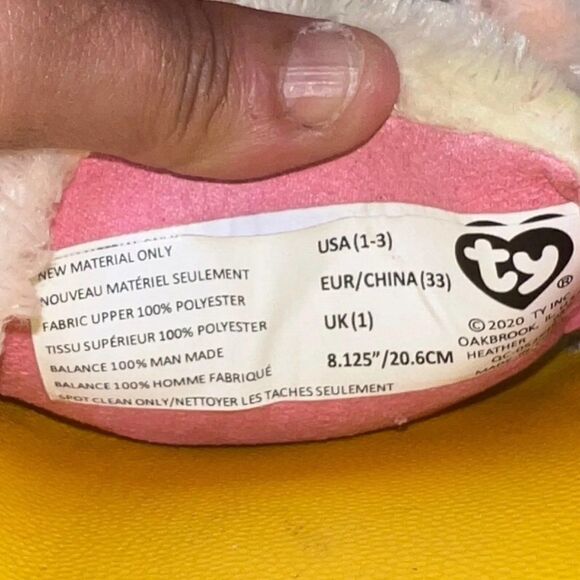 NEW MATERIAL ONLY
NOUVEAU MATÉRIEL SEULEMENT
FABRIC UPPER 100% POLYESTER
TISSU SUPÉRIEUR 100% POLYESTER
BALANCE 100% MAN MADE
BALANCE 100% HOMME FABRIQUÉ
SPOT CLEAN ONLY/NETTOYER LES TACHES SEULEMENT
USA (1-3)
EUR/CHINA (33)
UK (1)
8.125"/20.6CM
ty®
©2020 TY INC
OAKBROOK, IL
HEATHER